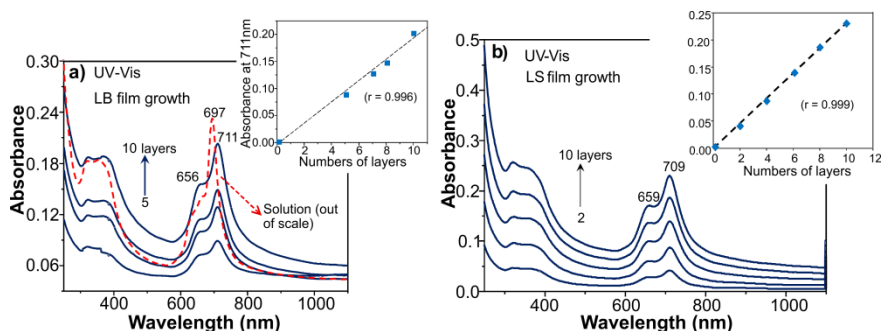 a)
UV-Vis
LB film growth
697
711
656
10 layers
5
Solution (out
of scale)
0.30
0.24
0.18
0.12
0.06
Absorbance
400
600
800
1000
Wavelength (nm)
0.20
0.15
0.10
0.05
0.00
Absorbance at 711nm
(r = 0.996)
0 2 4 6 8 10
Numbers of layers
b)
UV-Vis
LS film growth
10 layers
2
659
709
0.5
0.4
0.3
0.2
0.1
0.0
Absorbance
400
600
800
1000
Wavelength (nm)
0.25
0.20
0.15
0.10
0.05
0.00
(r = 0.999)
0 2 4 6 8 10 12
Numbers of layers